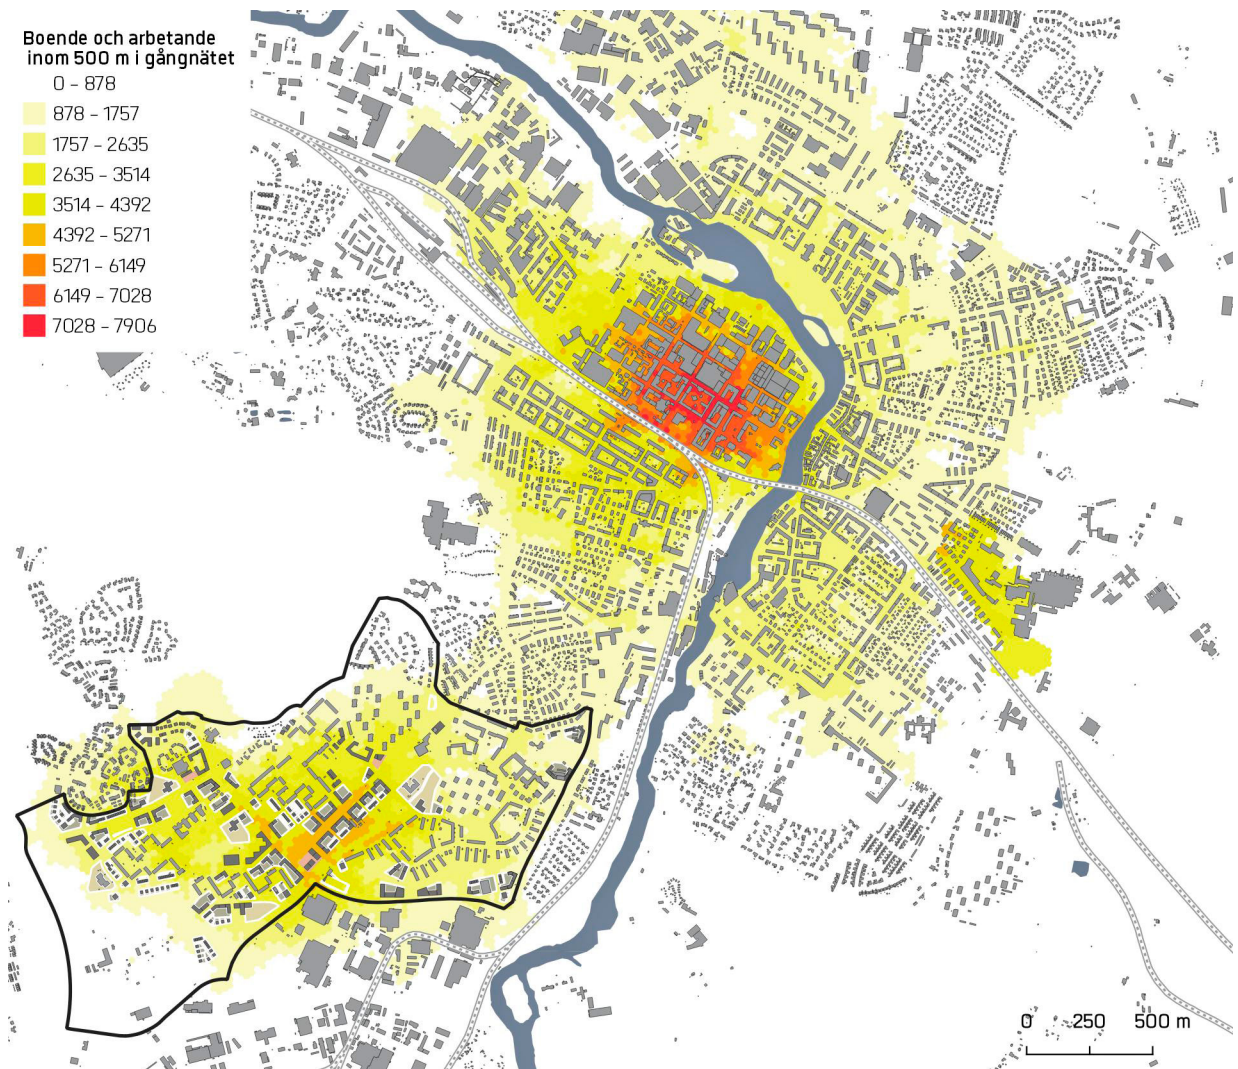 Boende och arbetande
inom 500 m i gångnätet
0 - 878
878 - 1757
1757 - 2635
2635 - 3514
3514 - 4392
4392 - 5271
5271 - 6149
6149 - 7028
7028 - 7906
0 250 500 m